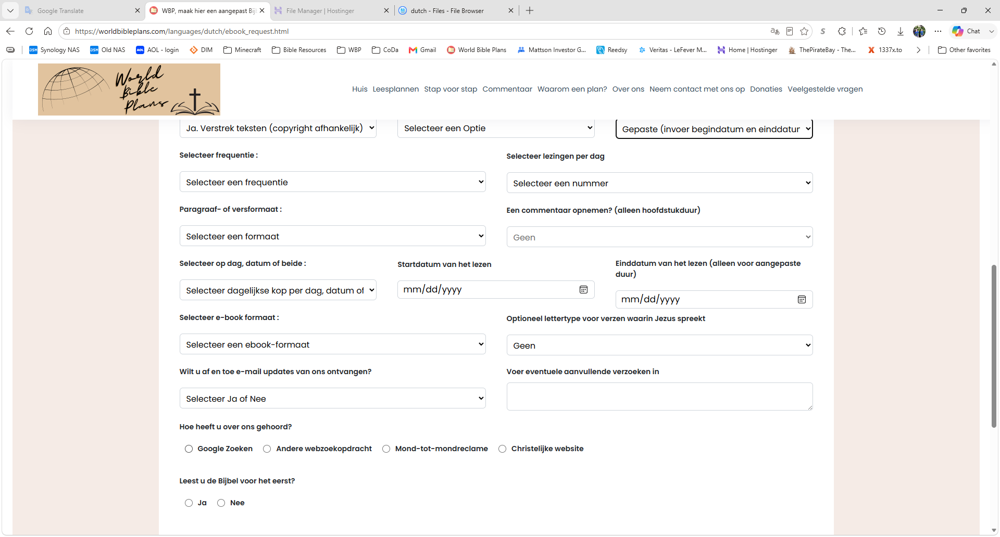 Google Translate
WBP, maak hier een aangepast Bij
File Manager | Hostinger
dutch - Files - File Browser
https://worldbibleplans.com/languages/dutch/ebook_request.html
Chat
Synology NAS
Old NAS
AOL - login
DIM
Minecraft
Bible Resources
WBP
CoDa
Gmail
World Bible Plans
Mattson Investor G...
Reedsy
Veritas - LeFever M...
Home | Hostinger
ThePirateBay - The...
1337x.to
Other favorites
World
Bible
Plans
Huis Leesplannen Stap voor stap Commentaar Waarom een plan? Over ons Neem contact met ons op Donaties Veelgestelde vragen
Ja. Verstrek teksten (copyright afhankelijk)
Selecteer een Optie
Gepaste (invoer begindatum en einddatur
Selecteer frequentie :
Selecteer lezingen per dag
Selecteer een frequentie
Selecteer een nummer
Paragraaf- of versformaat :
Een commentaar opnemen? (alleen hoofdstukduur)
Selecteer een formaat
Geen
Selecteer op dag, datum of beide :
Startdatum van het lezen
Einddatum van het lezen (alleen voor aangepaste
duur)
Selecteer dagelijkse kop per dag, datum of
mm/dd/yyyy
mm/dd/yyyy
Selecteer e-book formaat :
Optioneel lettertype voor verzen waarin Jezus spreekt
Selecteer een ebook-formaat
Geen
Wilt u af en toe e-mail updates van ons ontvangen?
Voer eventuele aanvullende verzoeken in
Selecteer Ja of Nee
Hoe heeft u over ons gehoord?
Google Zoeken
Andere webzoekopdracht
Mond-tot-mondreclame
Christelijke website
Leest u de Bijbel voor het eerst?
Ja
Nee